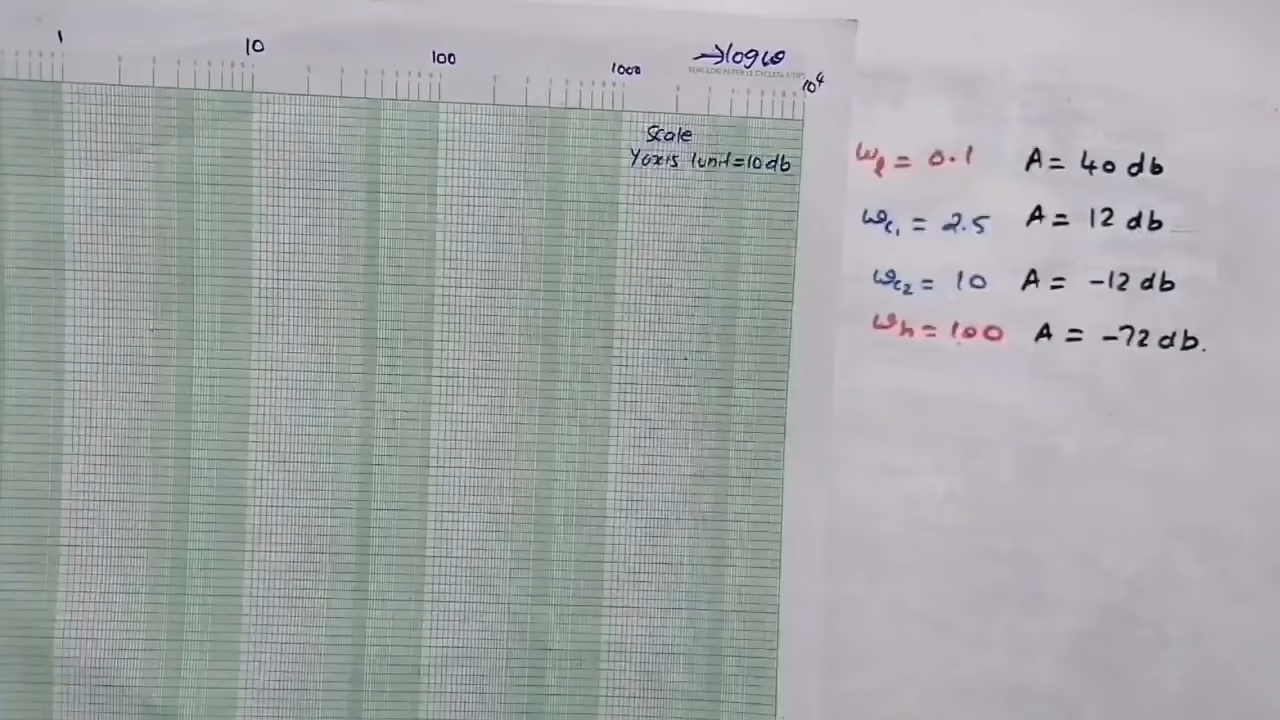 1 10 100 1000 10⁴
→logω
Scale
Yaxis 1unit=10db
ωl = 0.1 A = 40 db
ωc1 = 2.5 A = 12 db
ωc2 = 10 A = -12 db
ωh = 100 A = -72 db.